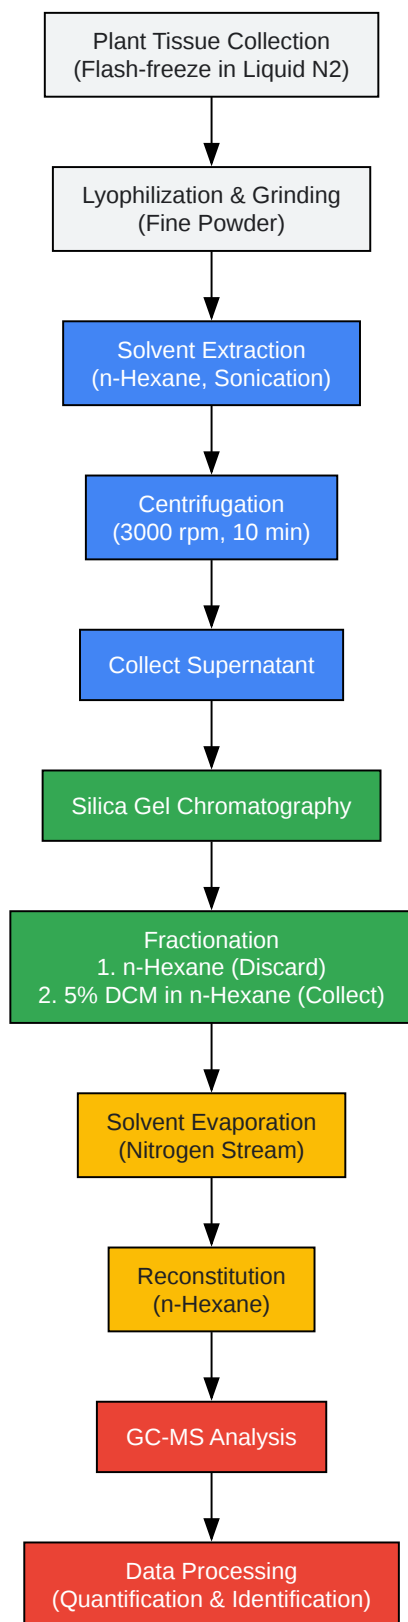 Plant Tissue Collection
(Flash-freeze in Liquid N2)
Lyophilization & Grinding
(Fine Powder)
Solvent Extraction
(n-Hexane, Sonication)
Centrifugation
(3000 rpm, 10 min)
Collect Supernatant
Silica Gel Chromatography
Fractionation
1. n-Hexane (Discard)
2. 5% DCM in n-Hexane (Collect)
Solvent Evaporation
(Nitrogen Stream)
Reconstitution
(n-Hexane)
GC-MS Analysis
Data Processing
(Quantification & Identification)